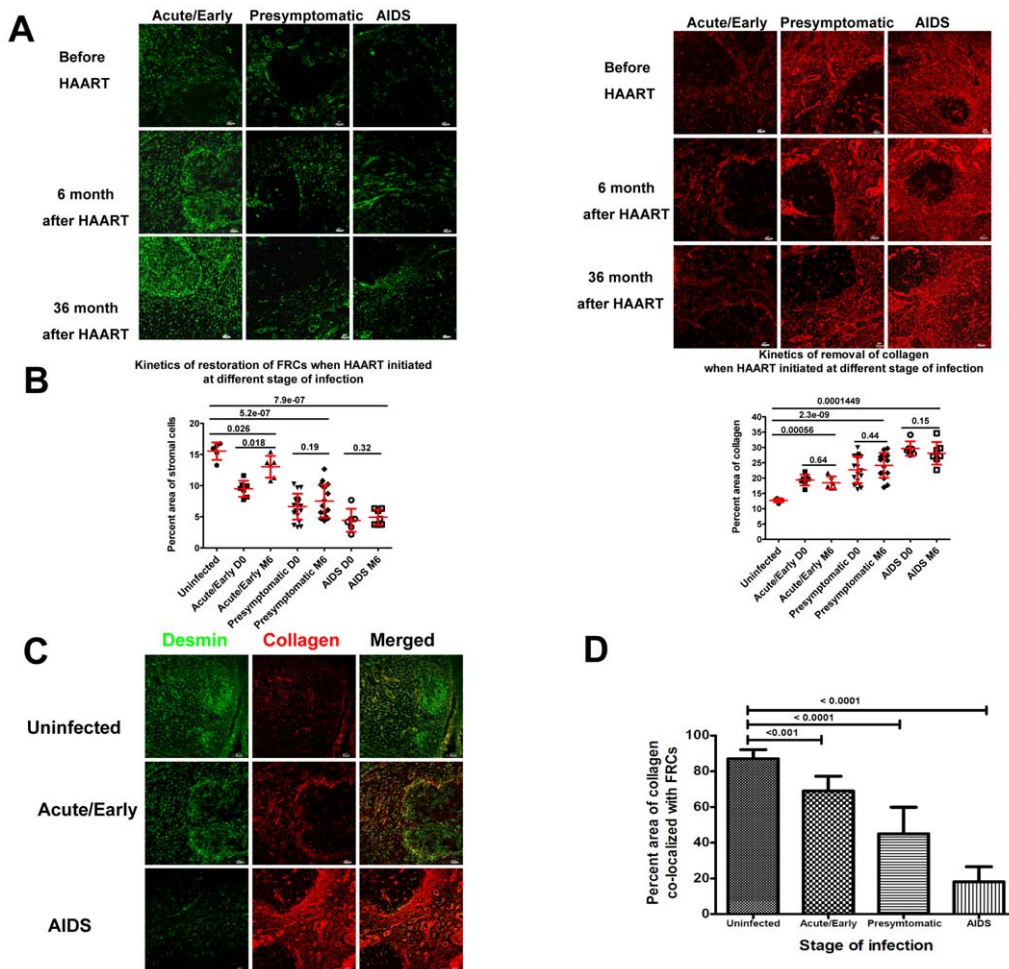 A
Acute/Early Presymptomatic AIDS
Before
HAART
6 month
after HAART
36 month
after HAART
Acute/Early Presymptomatic AIDS
Before
HAART
6 month
after HAART
36 month
after HAART
B
Kinetics of restoration of FRCs when HAART initiated
at different stage of infection
7.9e-07
5.2e-07
0.026
0.018
0.19
0.32
Percent area of stromal cells
20
15
10
5
0
Uninfected
Acute/Early D0
Acute/Early M6
Presymptomatic D0
Presymptomatic M6
AIDS D0
AIDS M6
Kinetics of removal of collagen
when HAART initiated at different stage of infection
0.0001449
2.3e-09
0.00056
0.15
0.44
0.64
Percent area of collagen
40
35
30
25
20
15
10
5
0
Uninfected
Acute/Early D0
Acute/Early M6
Presymptomatic D0
Presymptomatic M6
AIDS D0
AIDS M6
C
Desmin Collagen Merged
Uninfected
Acute/Early
AIDS
D
< 0.0001
< 0.0001
<0.001
Percent area of collagen
co-localized with FRCs
100
80
60
40
20
0
Uninfected Acute/Early Presymtomatic AIDS
Stage of infection